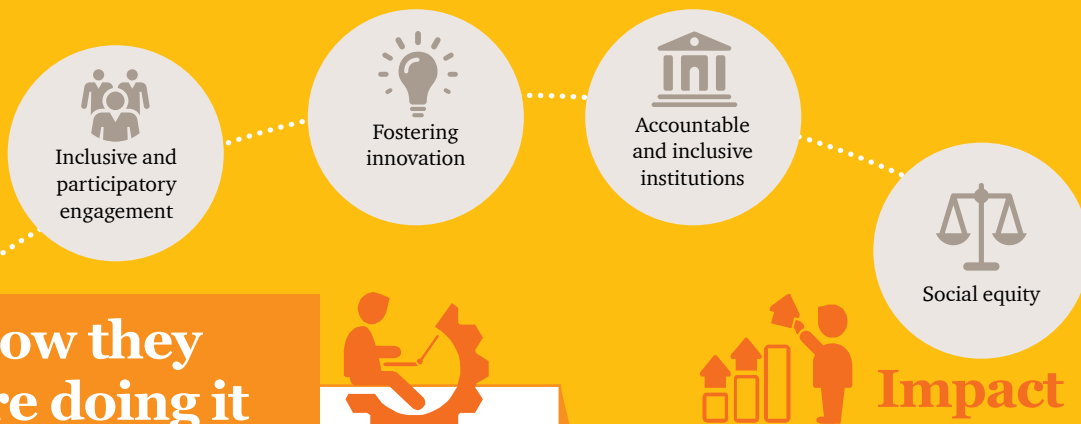 Inclusive and
participatory
engagement
Fostering
innovation
Accountable
and inclusive
institutions
Social equity
ow they
re doing it
Impact